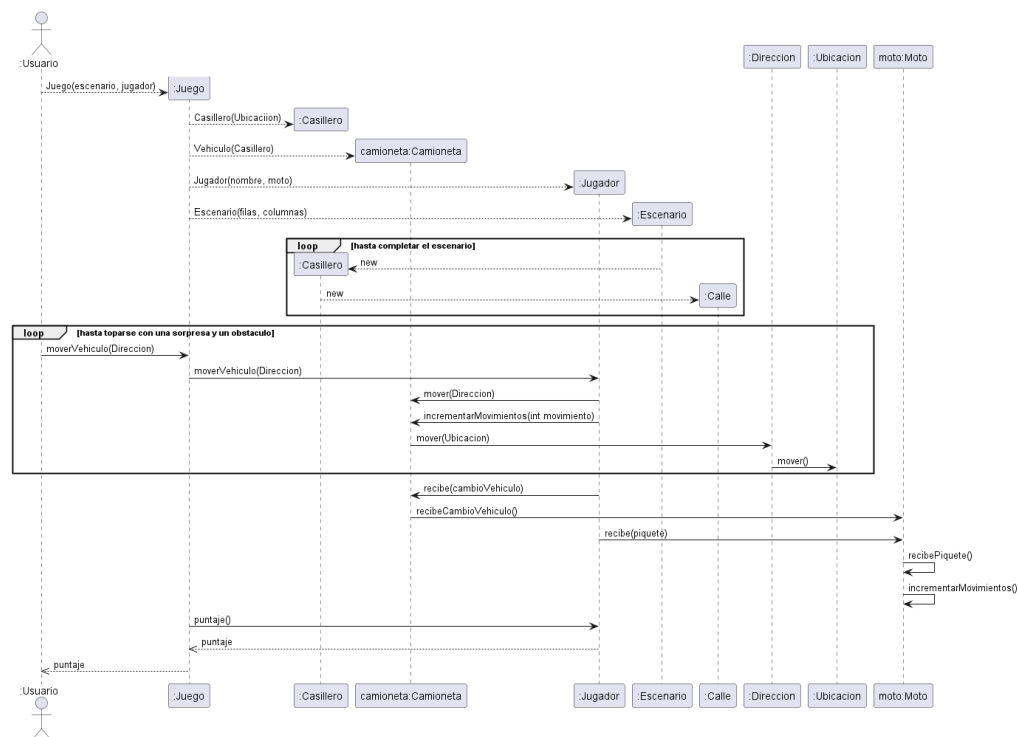 :Usuario
:Direccion
:Ubicacion
moto:Moto
Juego(escenario, jugador)
:Juego
Casillero(Ubicaciion)
:Casillero
Vehiculo(Casillero)
camioneta:Camioneta
Jugador(nombre, moto)
:Jugador
Escenario(filas, columnas)
:Escenario
loop
[hasta completar el escenario]
:Casillero
new
new
:Calle
loop
[hasta toparse con una sorpresa y un obstaculo]
moverVehiculo(Direccion)
moverVehiculo(Direccion)
mover(Direccion)
incrementarMovimientos(int movimiento)
mover(Ubicacion)
mover()
recibe(cambioVehiculo)
recibeCambioVehiculo()
recibe(piquete)
recibePiquete()
incrementarMovimientos()
puntaje()
puntaje
puntaje
:Usuario
:Juego
:Casillero
camioneta:Camioneta
:Jugador
:Escenario
:Calle
:Direccion
:Ubicacion
moto:Moto